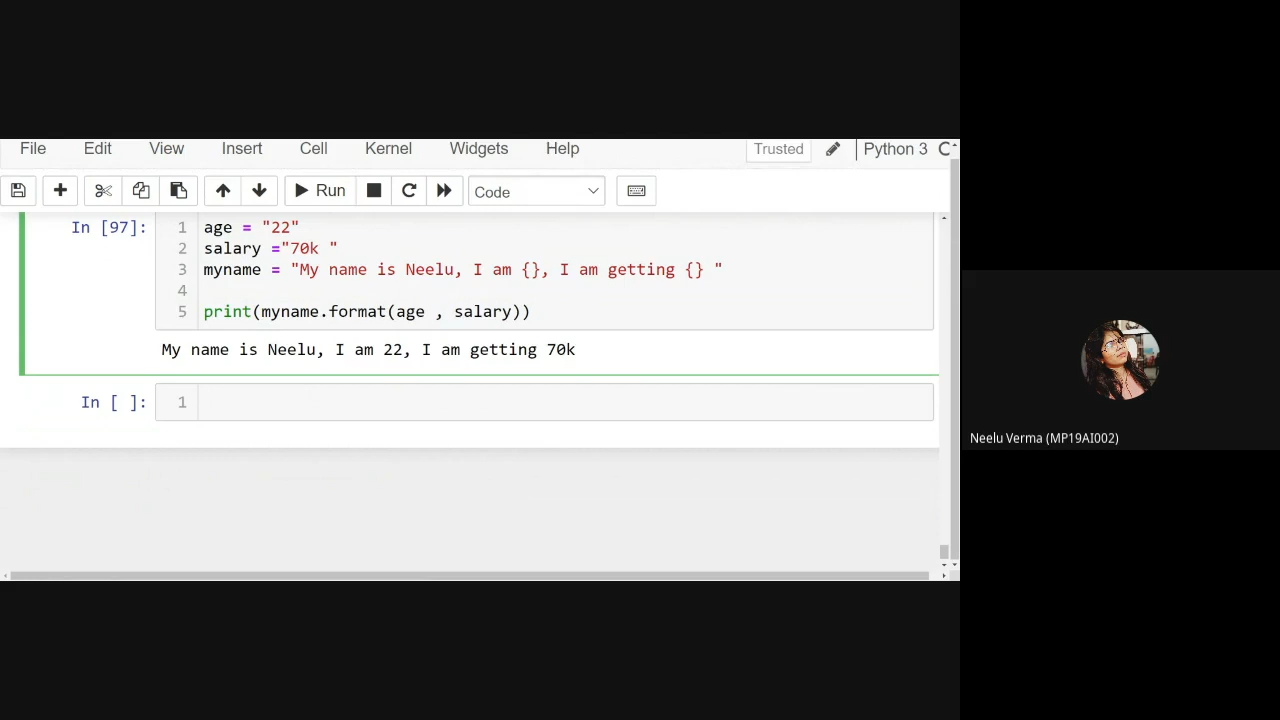 File Edit View Insert Cell Kernel Widgets Help Trusted Python 3
Run Code
In [97]:
1 age = "22"
2 salary ="70k "
3 myname = "My name is Neelu, I am {}, I am getting {} "
4
5 print(myname.format(age , salary))
My name is Neelu, I am 22, I am getting 70k
In [ ]: 1
Neelu Verma (MP19AI002)